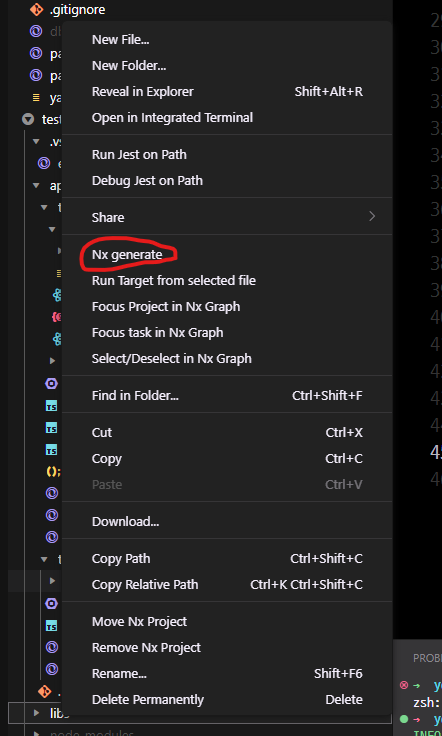 .gitignore
New File...
New Folder...
Reveal in Explorer Shift+Alt+R
Open in Integrated Terminal
Run Jest on Path
Debug Jest on Path
Share
Nx generate
Run Target from selected file
Focus Project in Nx Graph
Focus task in Nx Graph
Select/Deselect in Nx Graph
Find in Folder... Ctrl+Shift+F
Cut Ctrl+X
Copy Ctrl+C
Paste Ctrl+V
Download...
Copy Path Ctrl+Shift+C
Copy Relative Path Ctrl+K Ctrl+Shift+C
Move Nx Project
Remove Nx Project
Rename... Shift+F6
Delete Permanently Delete
libs
node_modules
PROBL
zsh: